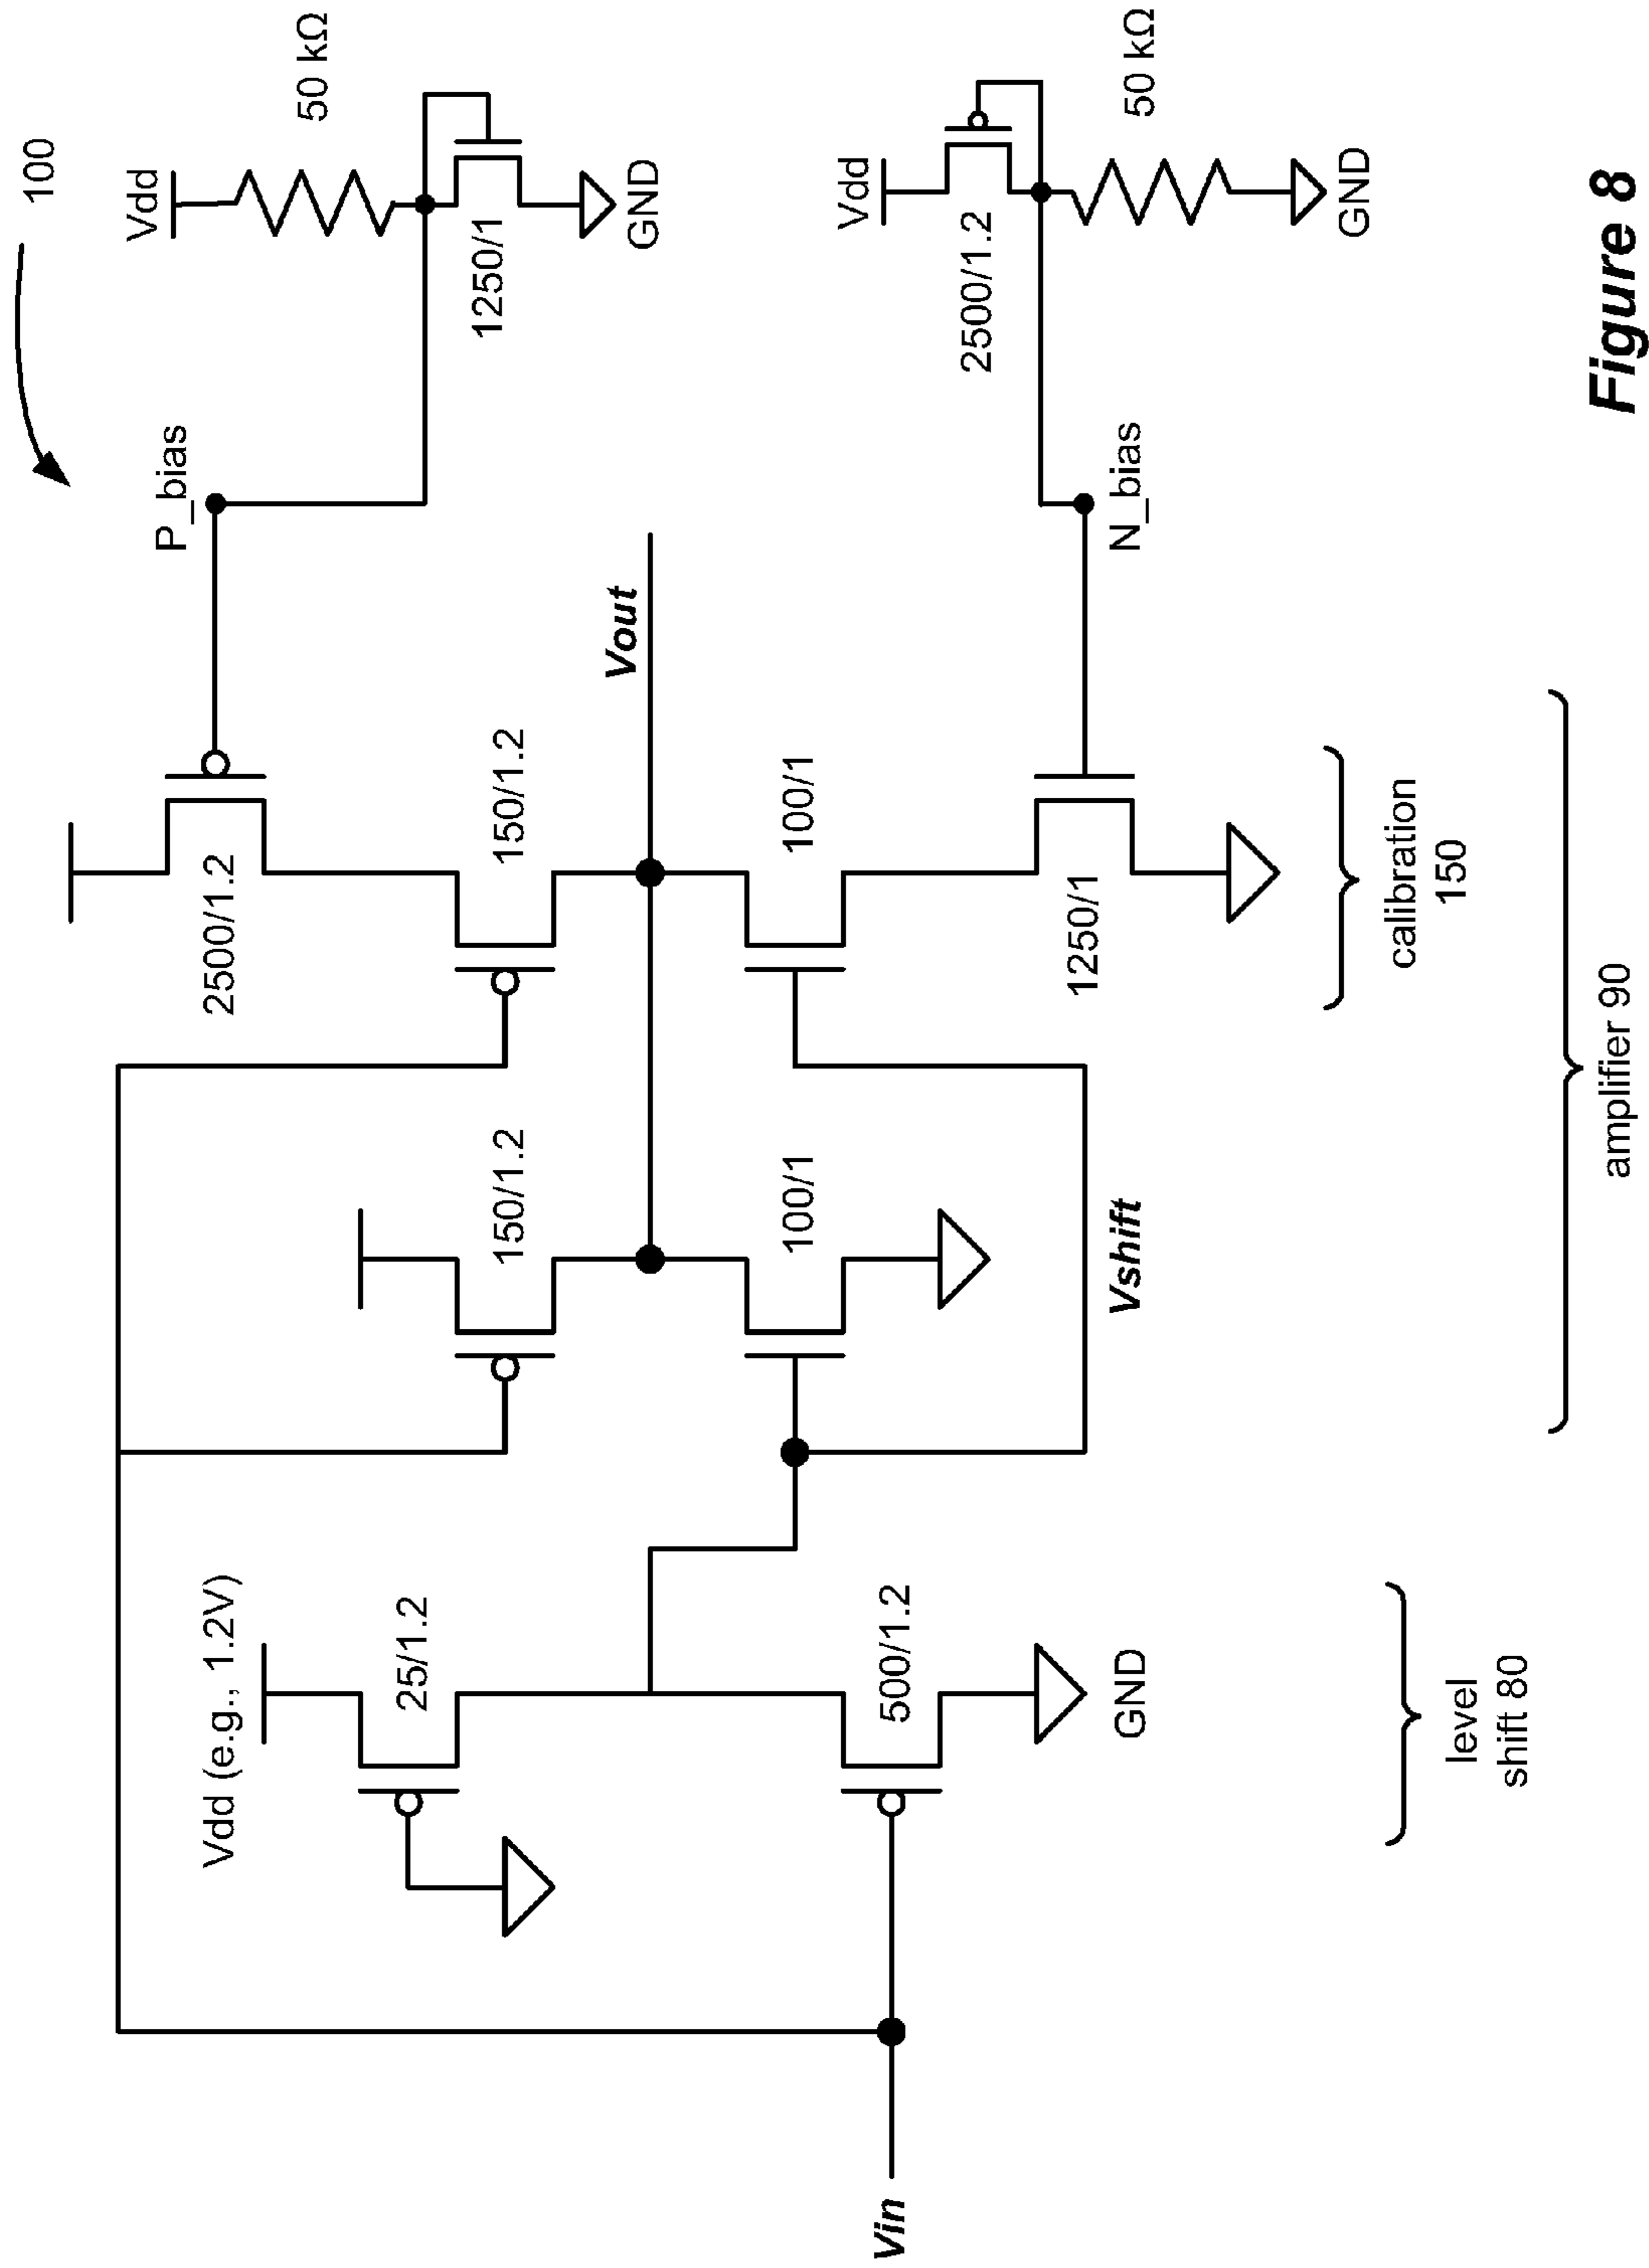 100
Vdd
50 kΩ
P_bias
1250/1
GND
2500/1.2
150/1.2
Vout
150/1.2
Vdd (e.g., 1.2V)
25/1.2
100/1
100/1
Vdd
2500/1.2
50 kΩ
GND
N_bias
1250/1
Vshift
500/1.2
GND
Vin
level
shift 80
calibration
150
amplifier 90
Figure 8